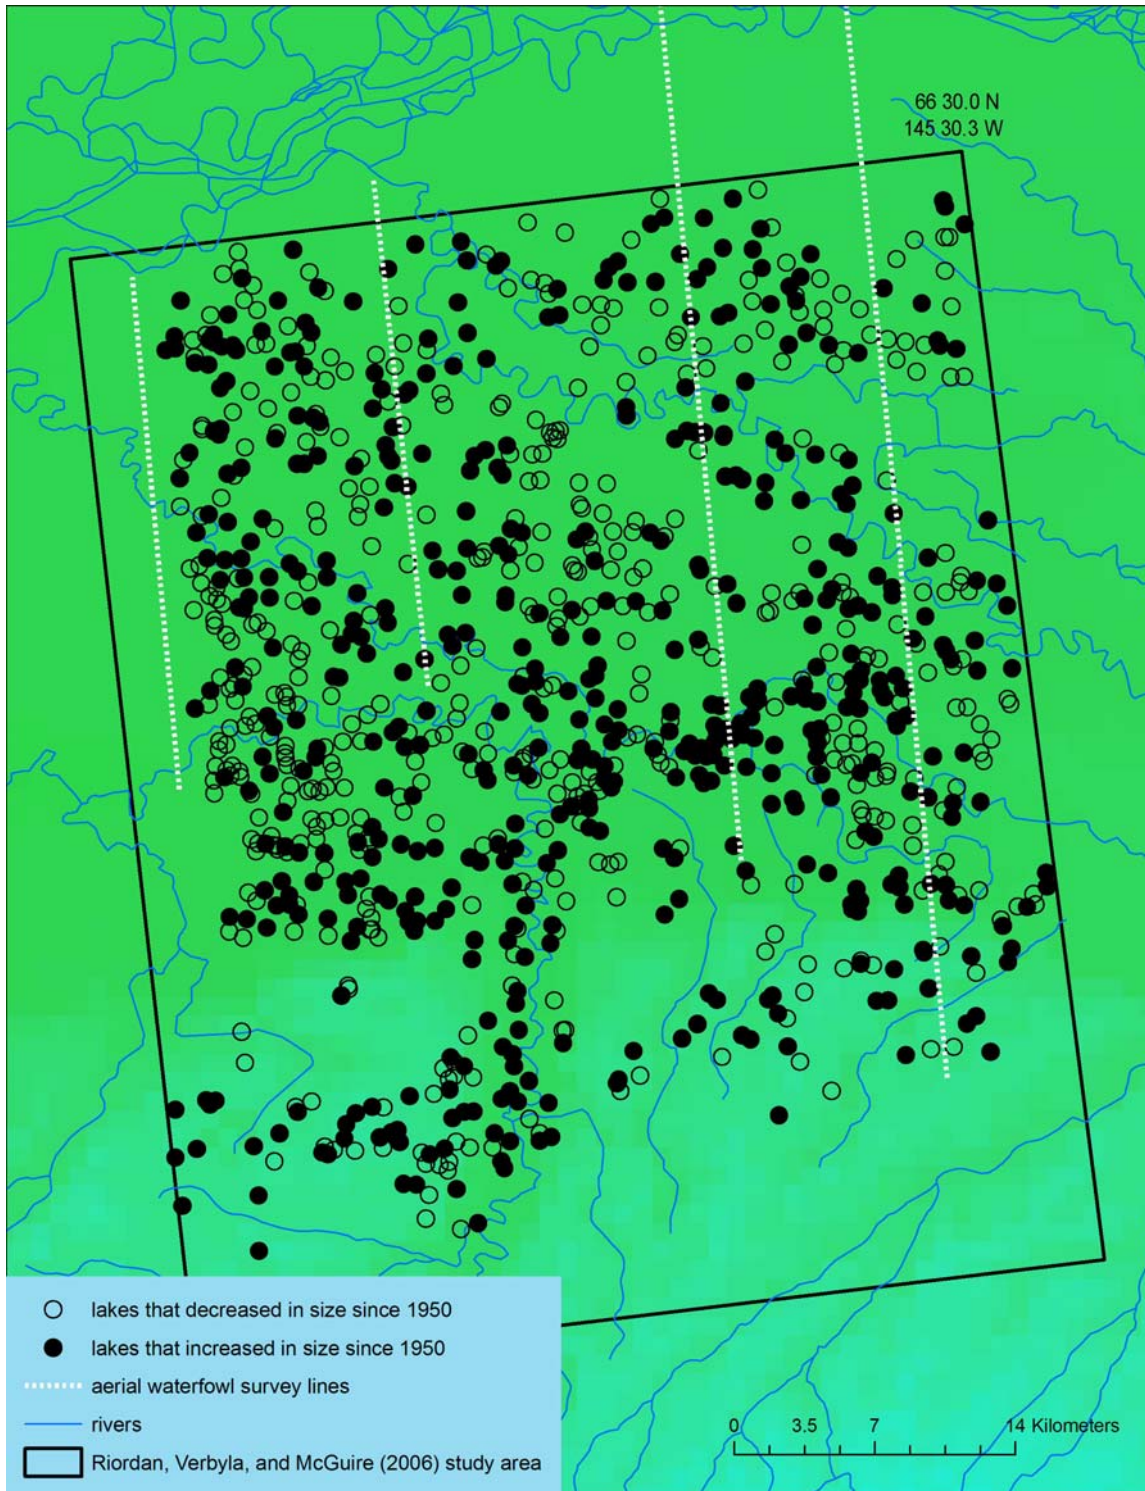 66 30.0 N
145 30.3 W
lakes that decreased in size since 1950
lakes that increased in size since 1950
aerial waterfowl survey lines
rivers
Riordan, Verbyla, and McGuire (2006) study area
0 3.5 7 14 Kilometers